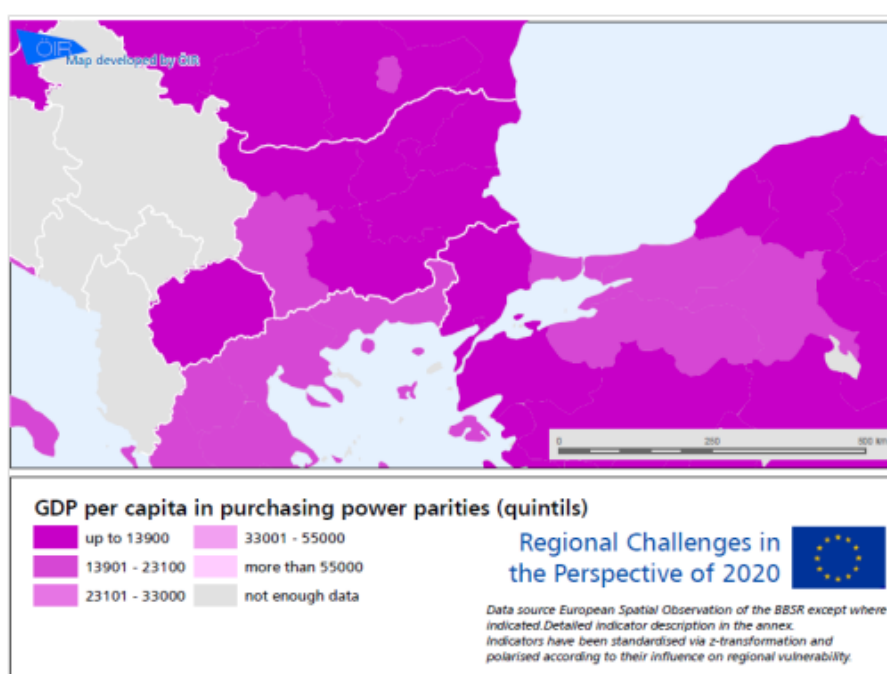 ÖIR
Map developed by ÖIR
0 250 500 km
GDP per capita in purchasing power parities (quintils)
up to 13900
13901 - 23100
23101 - 33000
33001 - 55000
more than 55000
not enough data
Regional Challenges in
the Perspective of 2020
Data source European Spatial Observation of the BBSR except where
indicated.Detailed indicator description in the annex.
Indicators have been standardised via z-transformation and
polarised according to their influence on regional vulnerability.